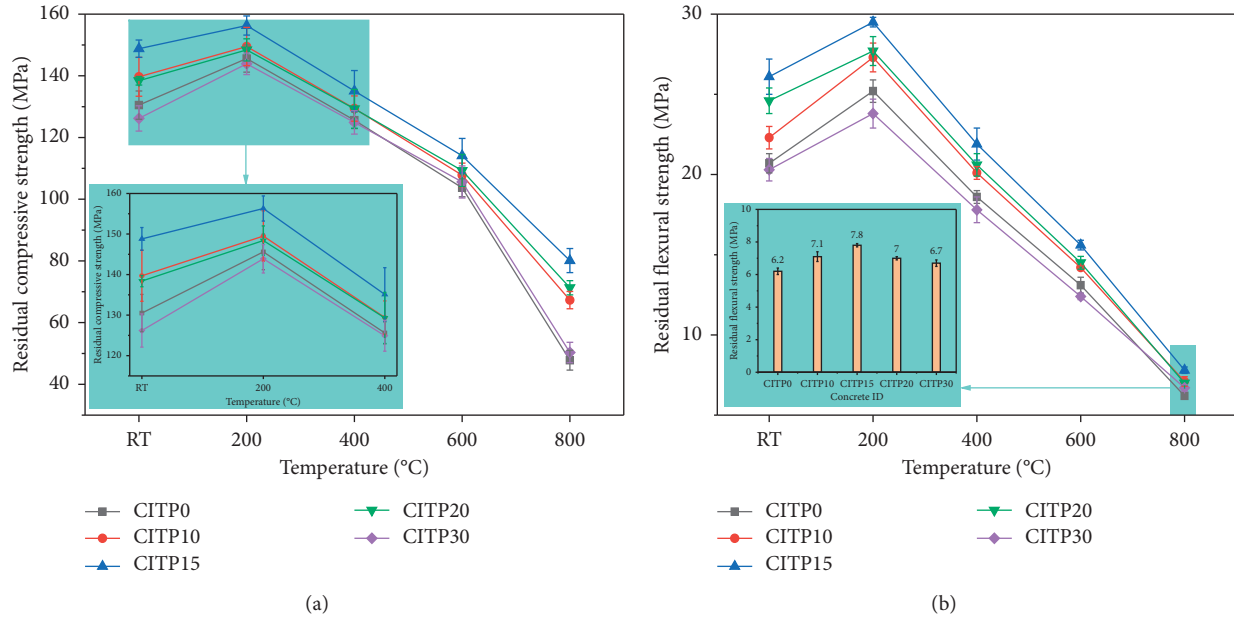 160
140
120
100
80
60
40
Residual compressive strength (MPa)
160
150
140
130
120
Residual compressive strength (MPa)
RT 200 400
Temperature (°C)
RT 200 400 600 800
Temperature (°C)
CITP0
CITP10
CITP15
CITP20
CITP30
(a)
30
20
10
Residual flexural strength (MPa)
10
8
6
4
2
0
Residual flexural strength (MPa)
6.2 7.1 7.8 7 6.7
CITP0 CITP10 CITP15 CITP20 CITP30
Concrete ID
RT 200 400 600 800
Temperature (°C)
CITP0
CITP10
CITP15
CITP20
CITP30
(b)